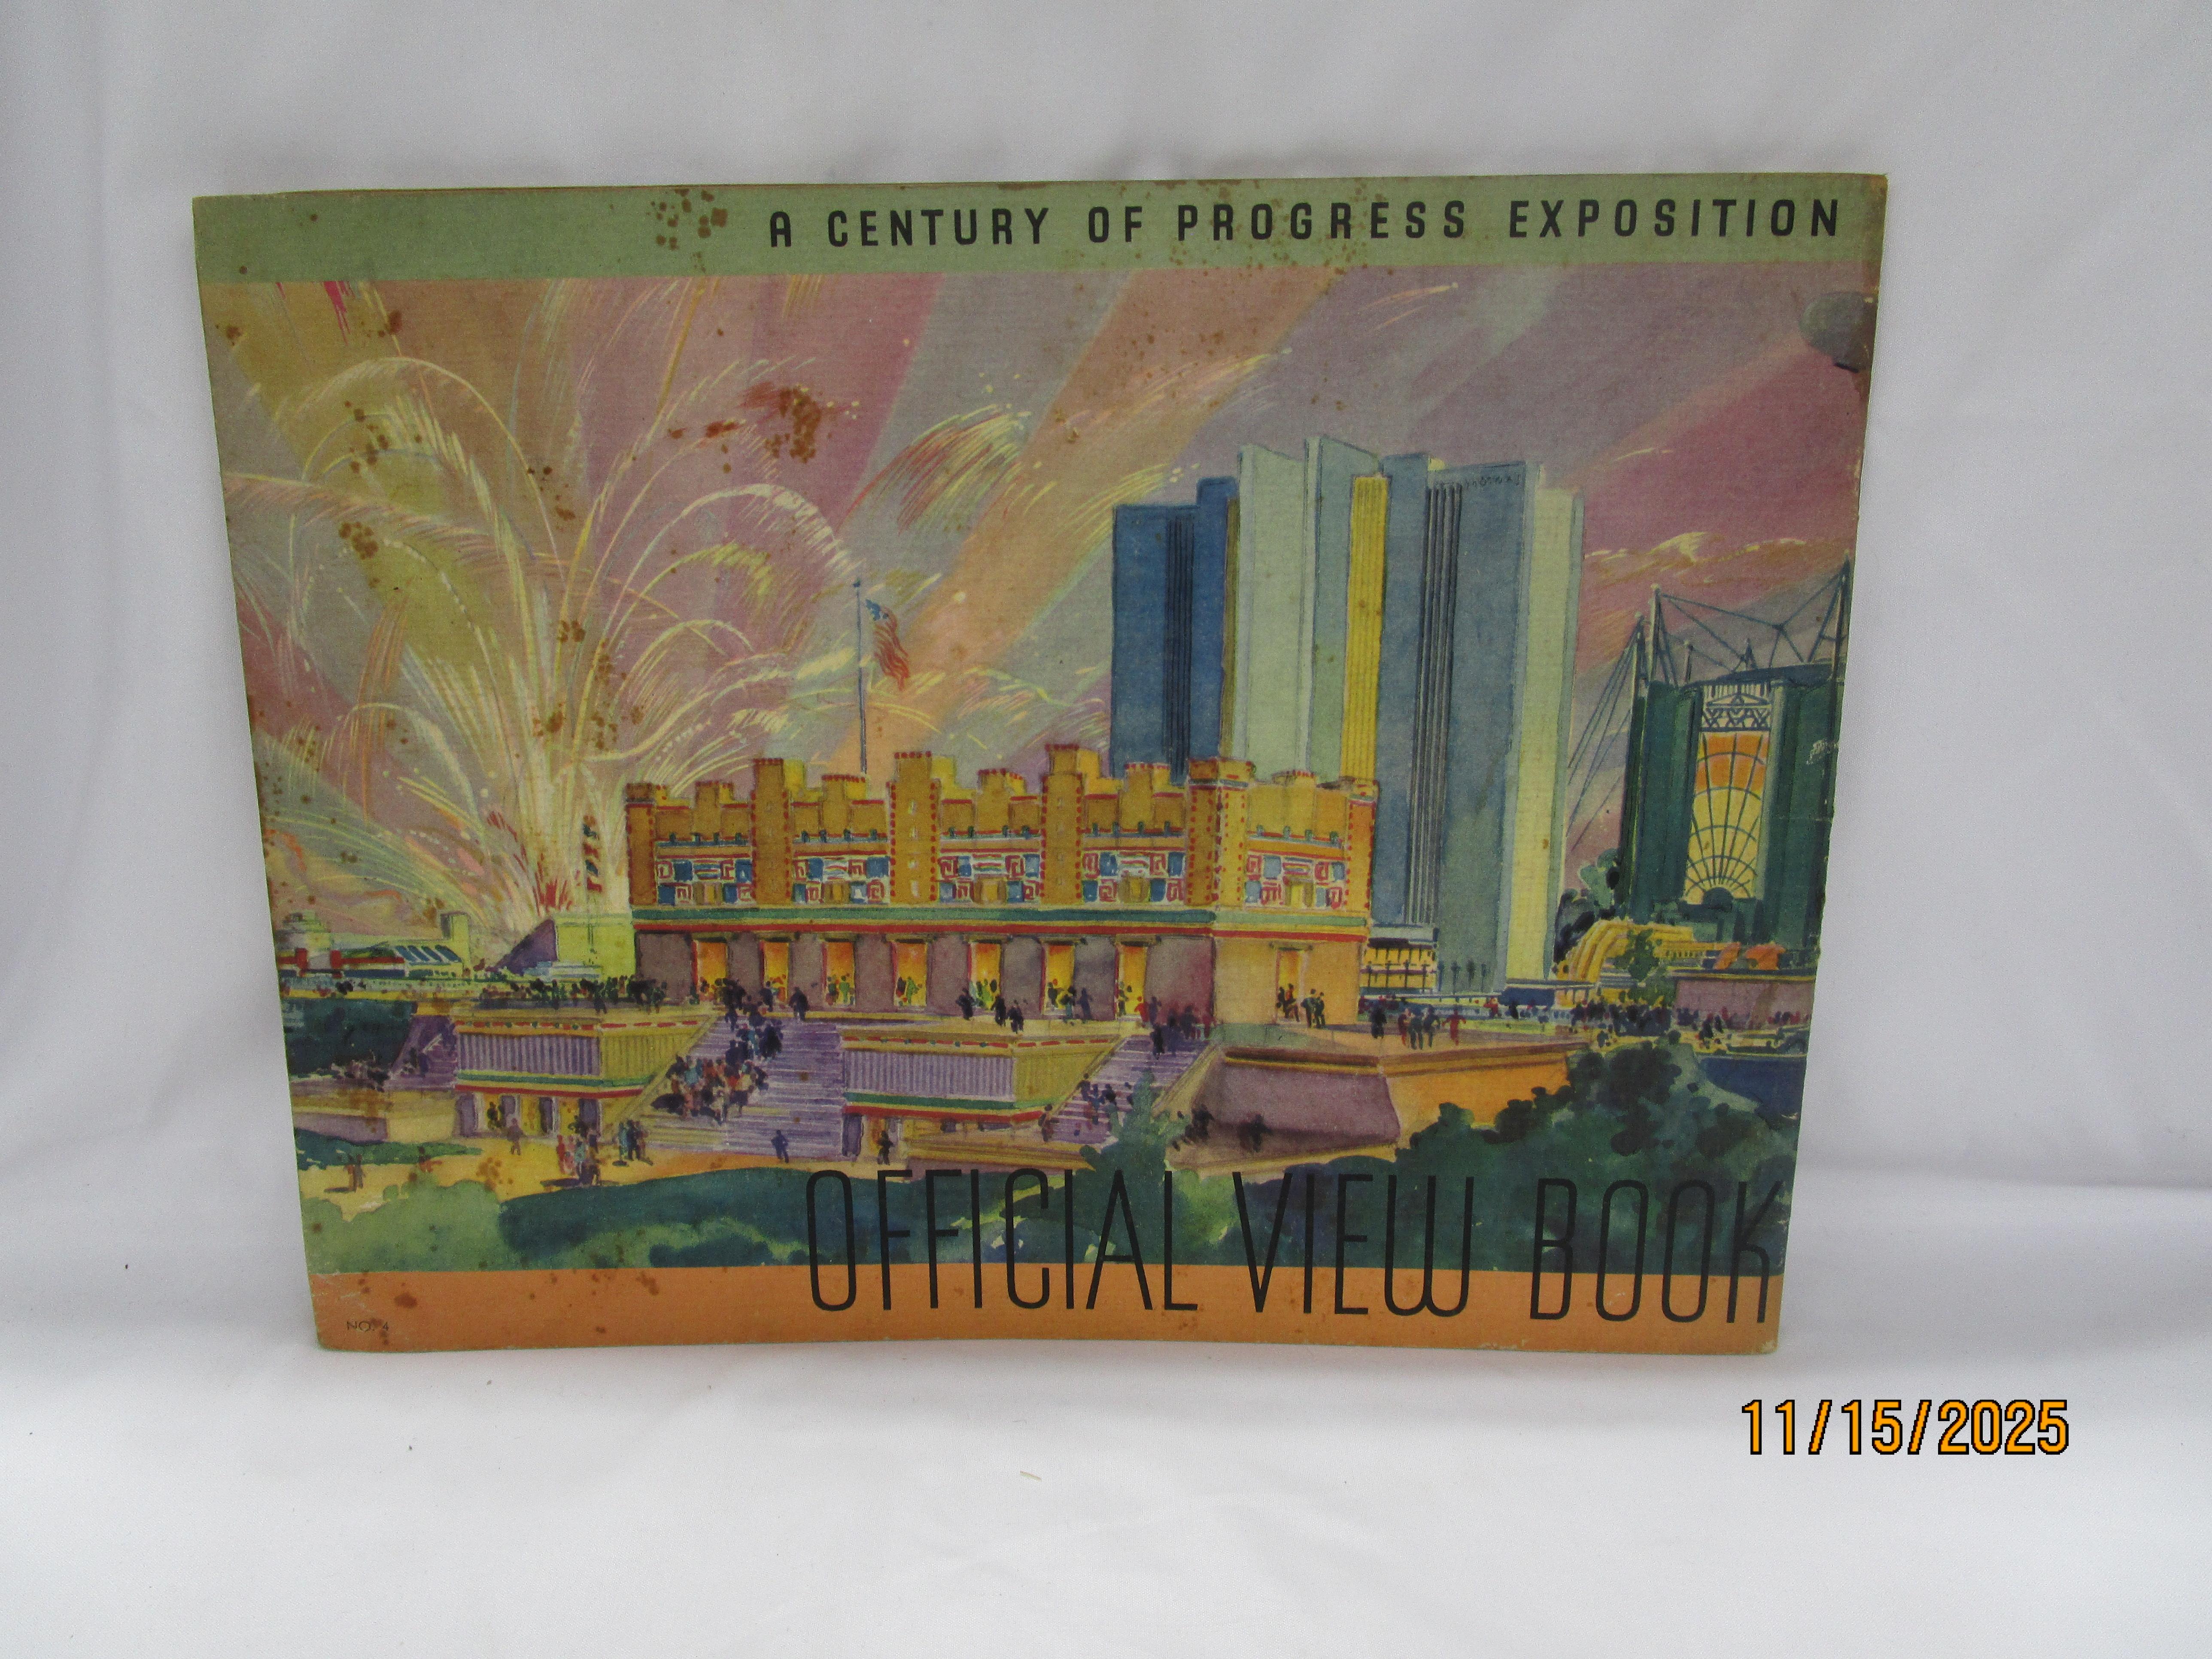 A CENTURY OF PROGRESS EXPOSITION
OFFICIAL VIEW BOOK
NO. 4
11/15/2025